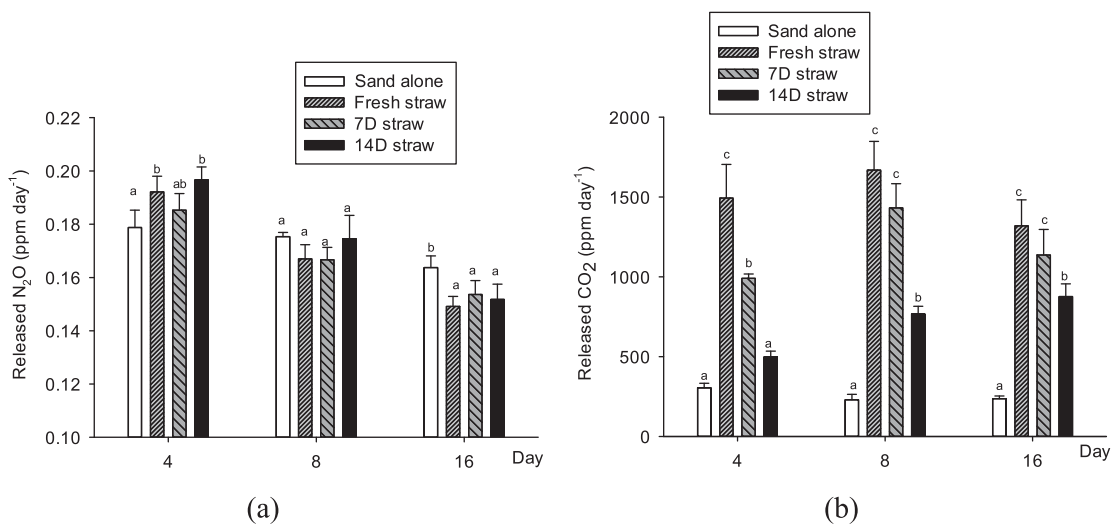 Sand alone
Fresh straw
7D straw
14D straw
0.22
0.20
0.18
0.16
0.14
0.12
0.10
Released N₂O (ppm day⁻¹)
a
b
ab
b
a
a
a
a
b
a
a
a
4
8
16
Day
(a)
Sand alone
Fresh straw
7D straw
14D straw
2000
1500
1000
500
0
Released CO₂ (ppm day⁻¹)
a
c
b
a
a
c
c
b
a
c
c
b
4
8
16
Day
(b)